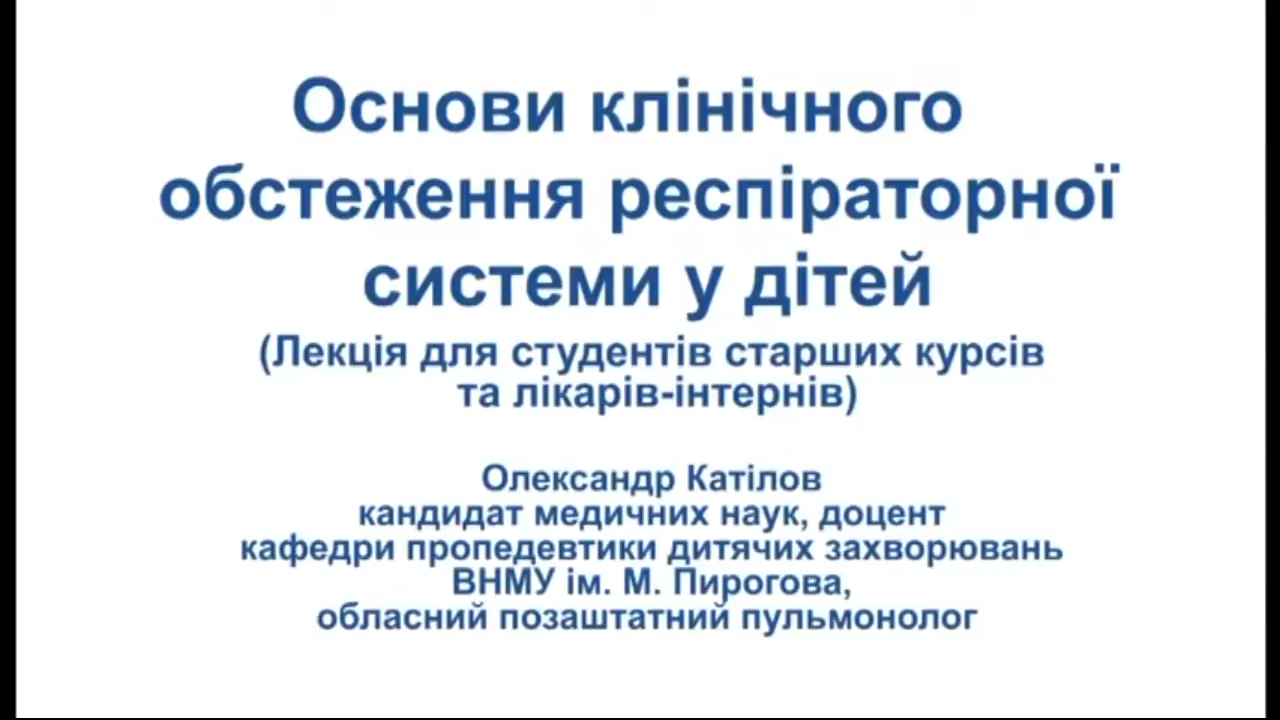 Основи клінічного
обстеження респіраторної
системи у дітей
(Лекція для студентів старших курсів
та лікарів-інтернів)
Олександр Катілов
кандидат медичних наук, доцент
кафедри пропедевтики дитячих захворювань
ВНМУ ім. М. Пирогова,
обласний позаштатний пульмонолог